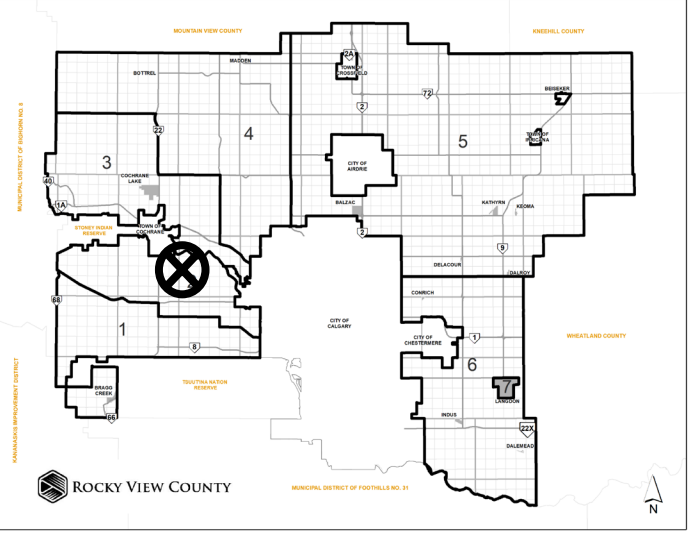 MOUNTAIN VIEW COUNTY
KNEEHILL COUNTY
MADDEN
2A
TOWN OF
CROSSFIELD
BOTTREL
72
BEISEKER
2
MUNICIPAL DISTRICT OF BIGHORN NO. 8
22
4
5
TOWN OF
IRRICANA
3
CITY OF
AIRDRIE
COCHRANE
LAKE
40
1A
BALZAC
KATHYRN
KEOMA
STONEY INDIAN
RESERVE
TOWN OF
COCHRANE
2
9
DELACOUR
DALROY
68
CONRICH
1
CITY OF
CALGARY
CITY OF
CHESTERMERE
1
WHEATLAND COUNTY
8
6
KANANASKIS IMPROVEMENT DISTRICT
TSUUTINA NATION
RESERVE
7
BRAGG
CREEK
LANGDON
66
INDUS
22X
DALEMEAD
ROCKY VIEW COUNTY
MUNICIPAL DISTRICT OF FOOTHILLS NO. 31
N